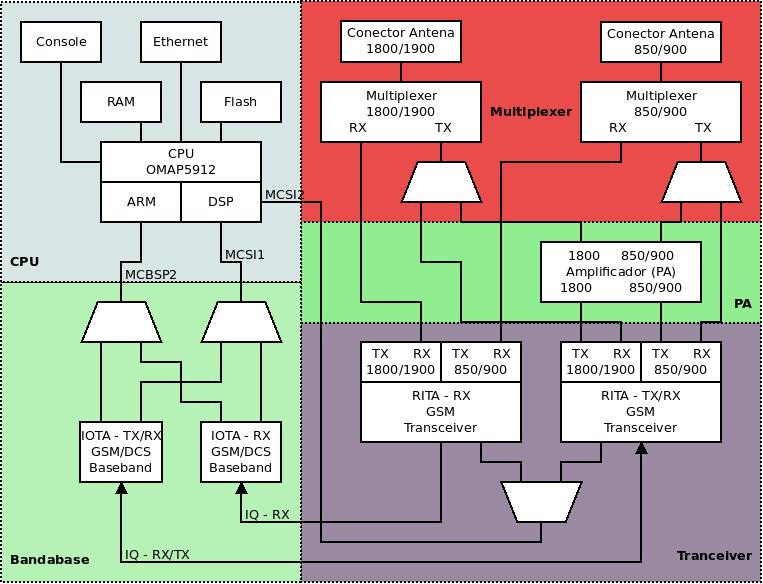 Console
Ethernet
RAM
Flash
CPU
OMAP5912
ARM
DSP
MCSI2
MCSI1
MCBSP2
CPU
Conector Antena
1800/1900
Conector Antena
850/900
Multiplexer
1800/1900
RX TX
Multiplexer
Multiplexer
850/900
RX TX
1800 850/900
Amplificador (PA)
1800 850/900
PA
IOTA - TX/RX
GSM/DCS
Baseband
IOTA - RX
GSM/DCS
Baseband
IQ - RX
IQ - RX/TX
Bandabase
TX RX
1800/1900
TX RX
850/900
RITA - RX
GSM
Transceiver
TX RX
1800/1900
TX RX
850/900
RITA - TX/RX
GSM
Transceiver
Tranceiver